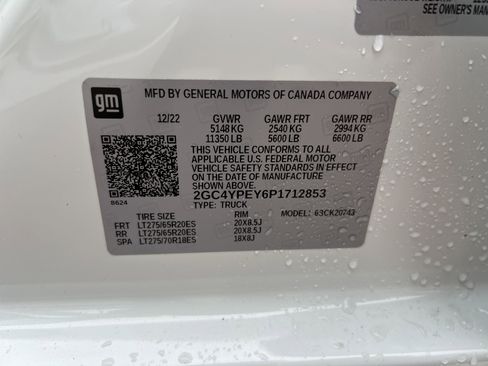 SEE OWNER'S MANU
gm
MFD BY GENERAL MOTORS OF CANADA COMPANY
12/22 GVWR GAWR FRT GAWR RR
5148 KG 2540 KG 2994 KG
11350 LB 5600 LB 6600 LB
THIS VEHICLE CONFORMS TO ALL
APPLICABLE U.S. FEDERAL MOTOR
VEHICLE SAFETY STANDARDS IN
EFFECT ON THE DATE OF
MANUFACTURE SHOWN ABOVE.
2GC4YPEY6P1712853
8624 TYPE: TRUCK
TIRE SIZE RIM MODEL: 63CK20743
FRT LT275/65R20ES 20X8.5J
RR LT275/65R20ES 20X8.5J
SPA LT275/70R18ES 18X8J